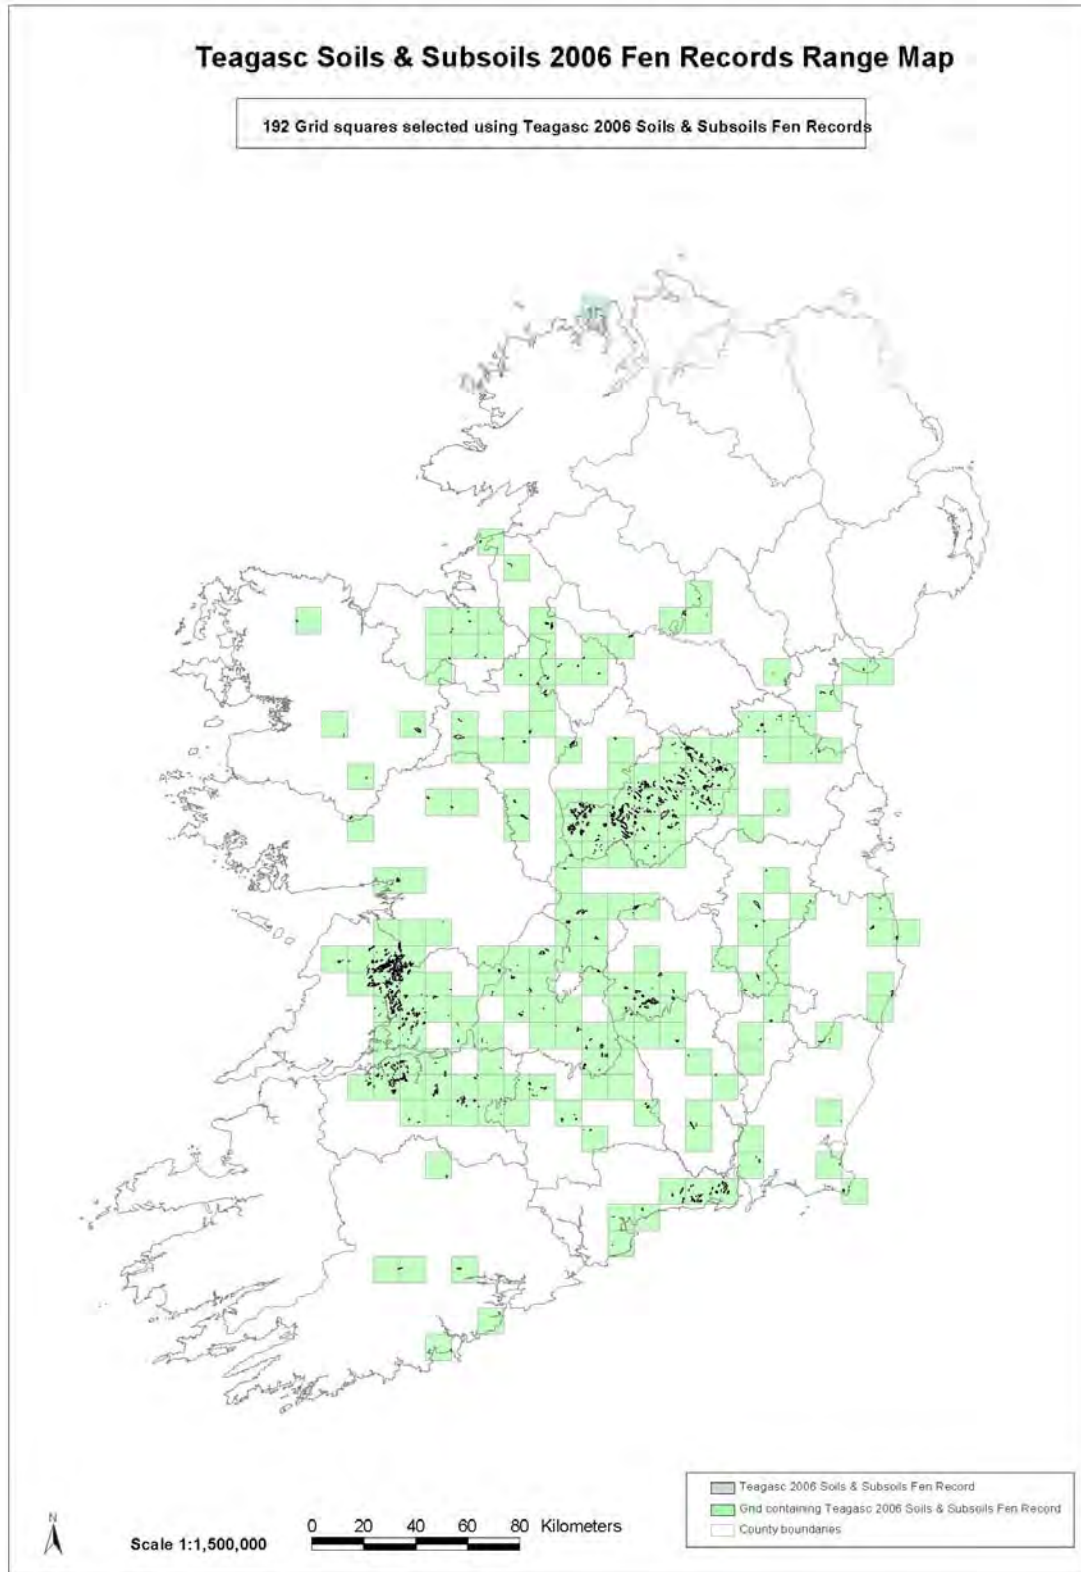 Teagasc Soils & Subsoils 2006 Fen Records Range Map
192 Grid squares selected using Teagasc 2006 Soils & Subsoils Fen Records
Teagasc 2006 Soils & Subsoils Fen Record
Grid containing Teagasc 2006 Soils & Subsoils Fen Record
County boundaries
N
Scale 1:1,500,000
0 20 40 60 80 Kilometers